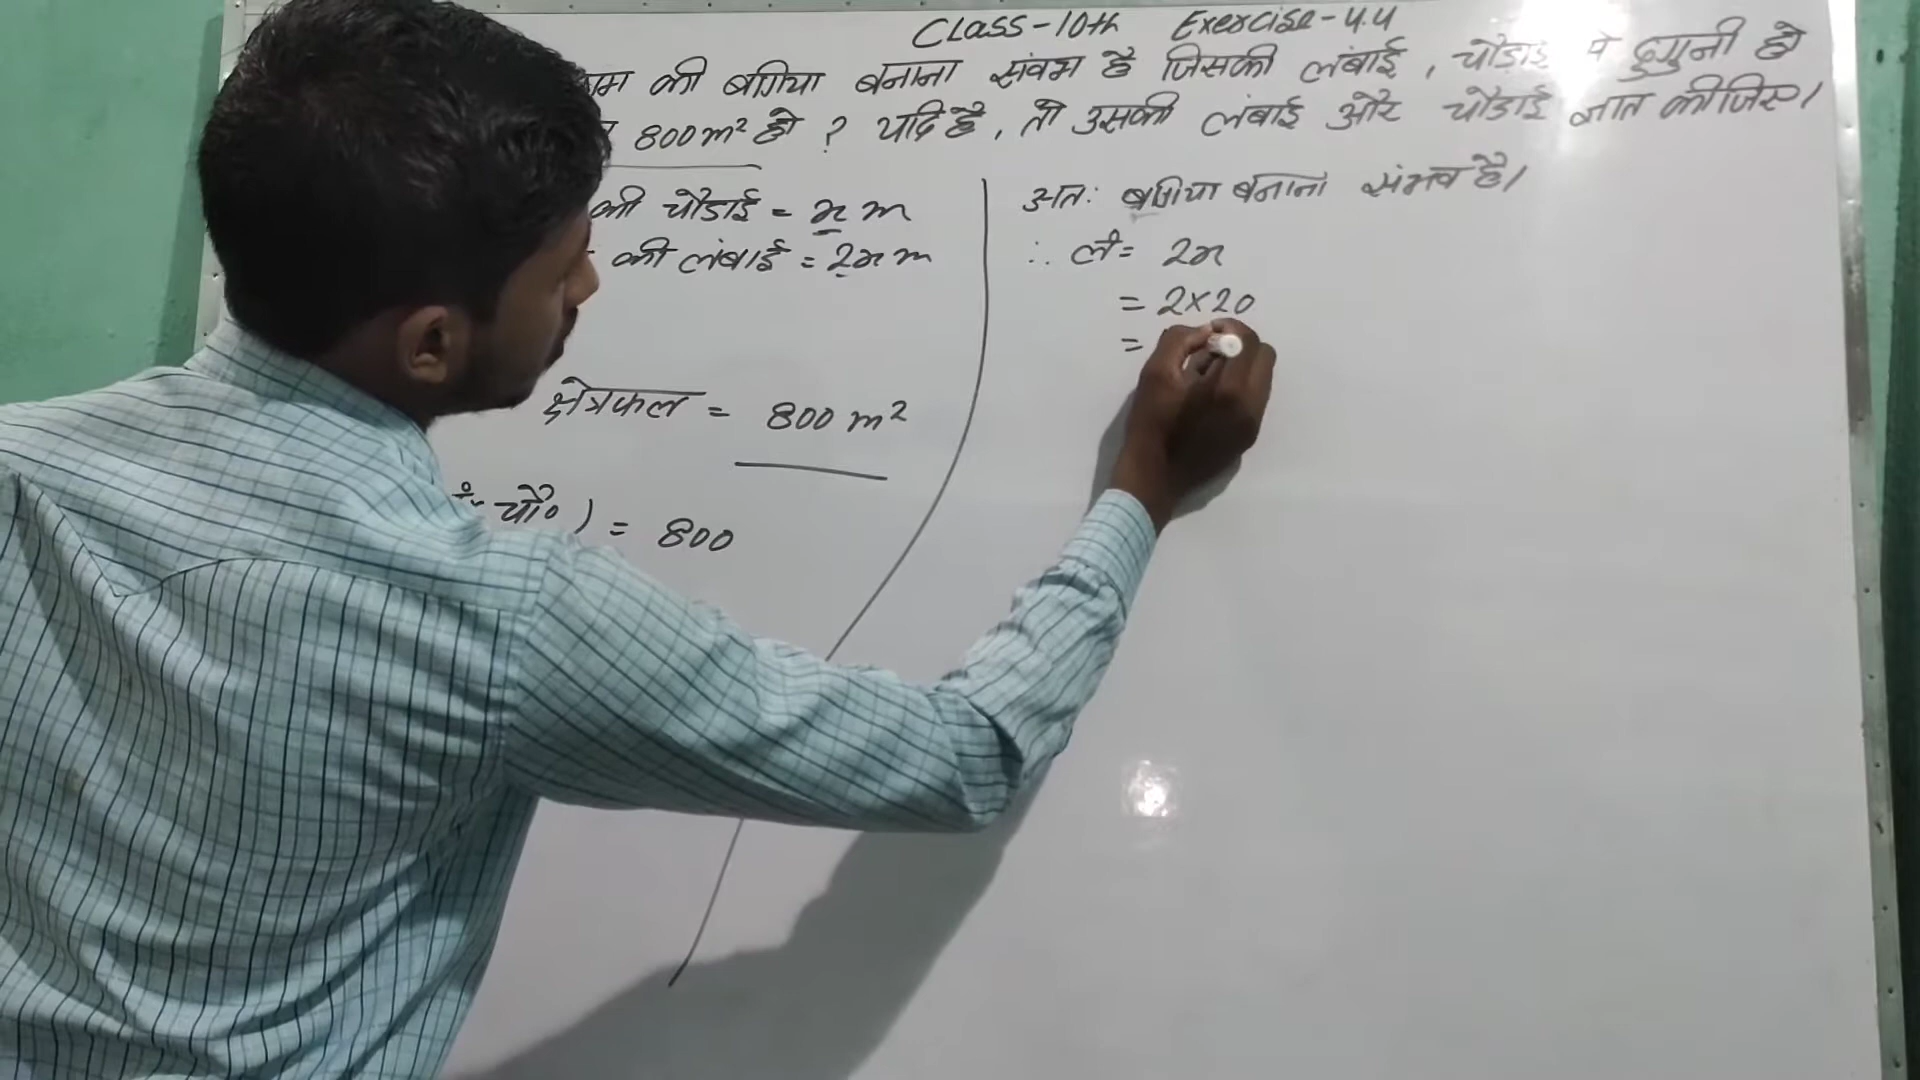 Class-10th Exercise-4.4
की बगिया बनाना संवभ है जिसकी लंबाई, चौड़ाई से दुगुनी हो
800m² हो ? यदि है, तो उसकी लंबाई और चौड़ाई ज्ञात कीजिए।
की चौडाई = x m
की लंबाई = 2x m
क्षेत्रफल = 800 m²
चौ० ) = 800
अतः बगिया बनाना संभव है।
∴ लं = 2x
= 2×20
=